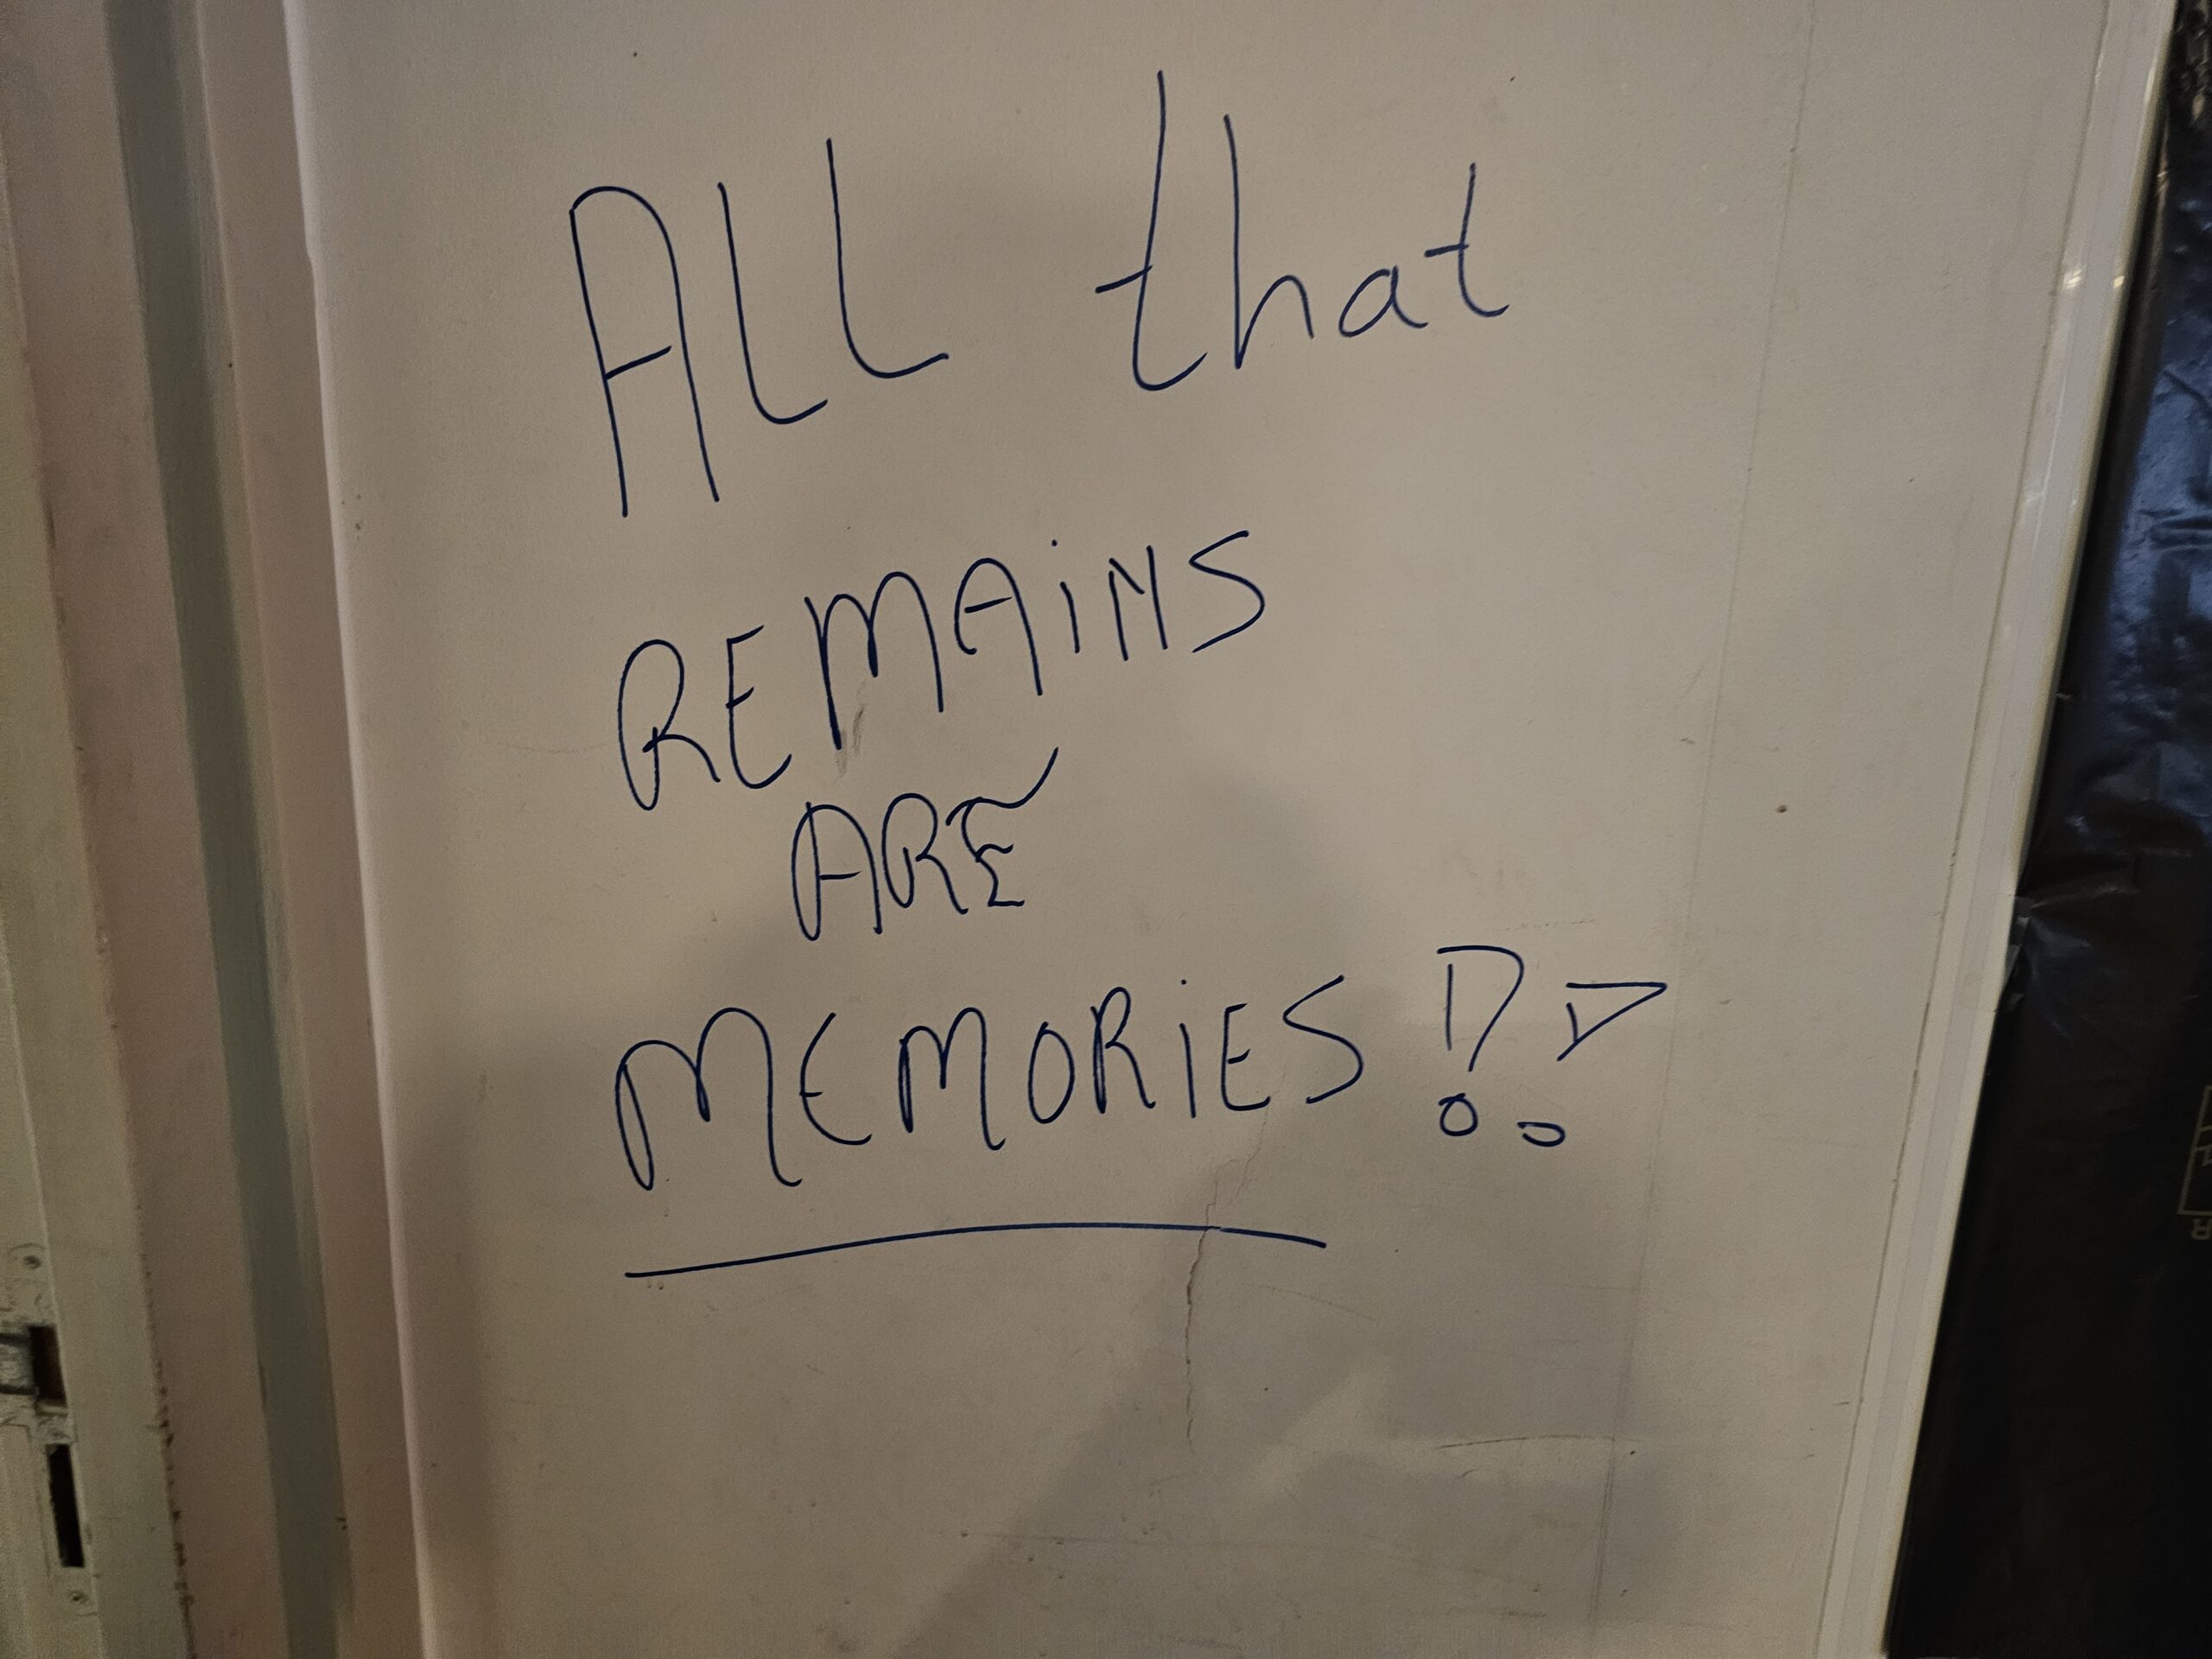 ALL that
REMAiNS
ARE
MEMORiES !!